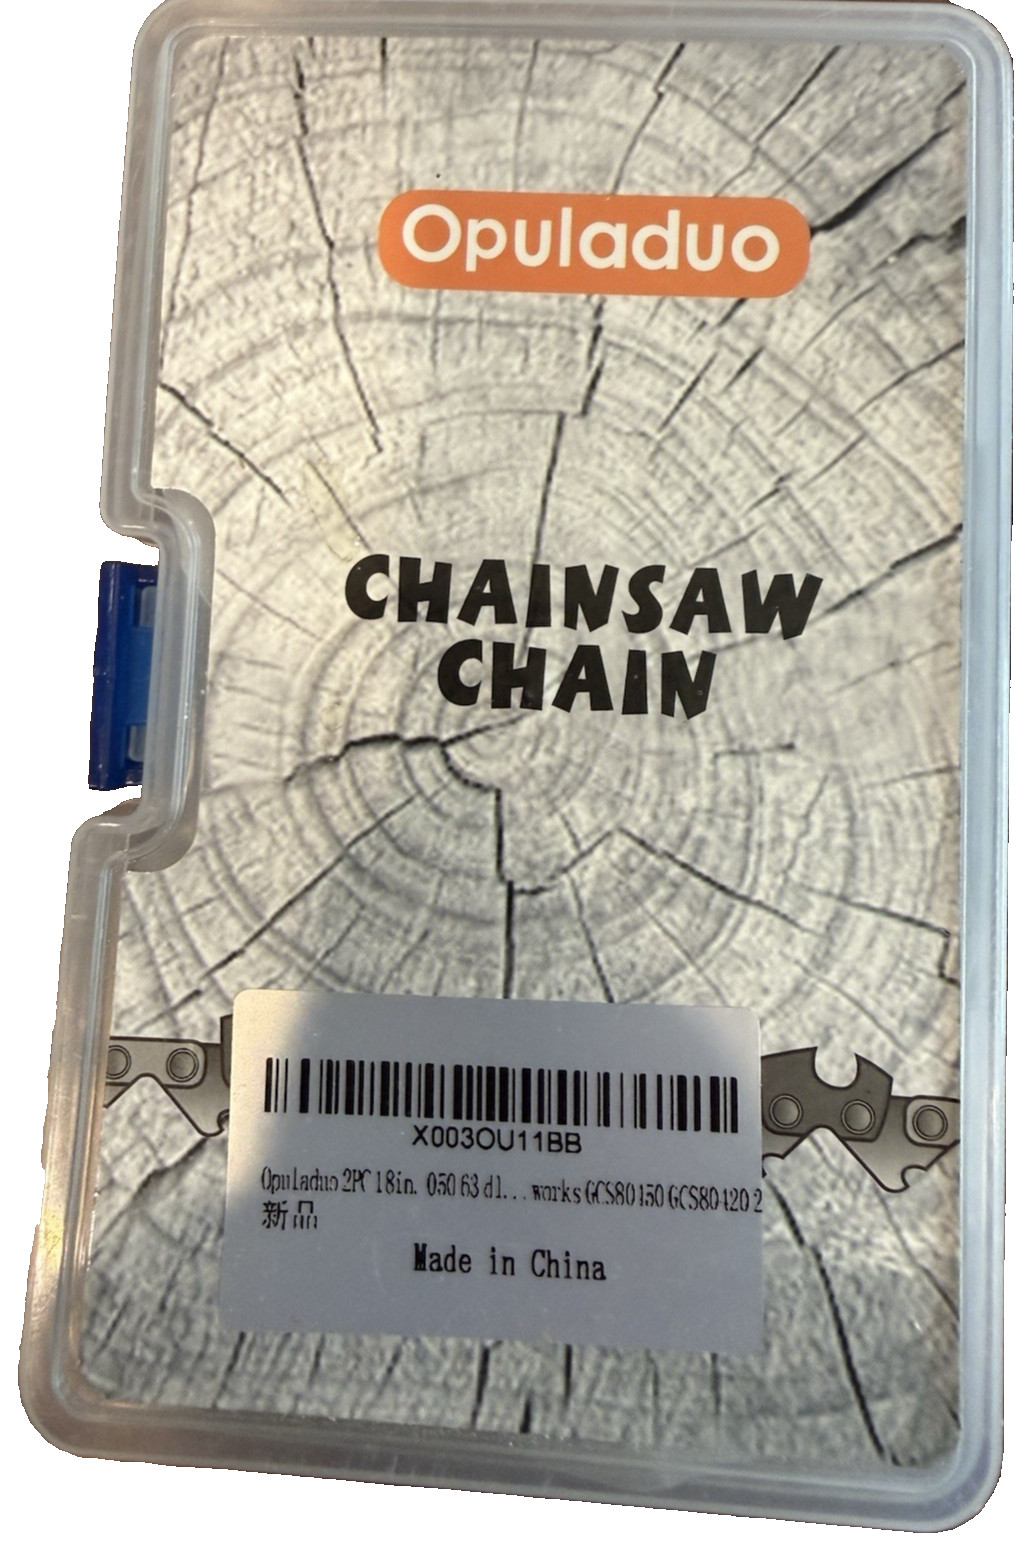 Opuladuo
CHAINSAW
CHAIN
X003OU11BB
Opuladuo 2PC 18in. 050 63 dl... works GCS80450 GCS80420 2
新品
Made in China